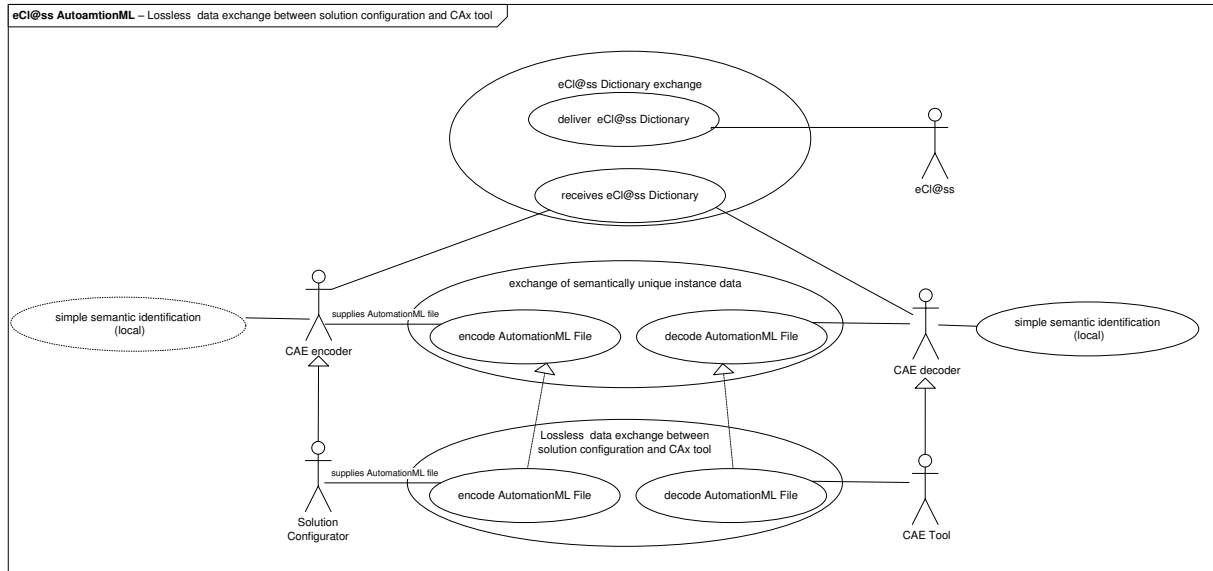 eCl@ss AutoamtionML – Lossless data exchange between solution configuration and CAx tool
eCl@ss Dictionary exchange
deliver eCl@ss Dictionary
eCl@ss
receives eCl@ss Dictionary
exchange of semantically unique instance data
simple semantic identification
(local)
supplies AutomationML file
encode AutomationML File
decode AutomationML File
simple semantic identification
(local)
CAE encoder
CAE decoder
Lossless data exchange between
solution configuration and CAx tool
supplies AutomationML file
encode AutomationML File
decode AutomationML File
Solution
Configurator
CAE Tool